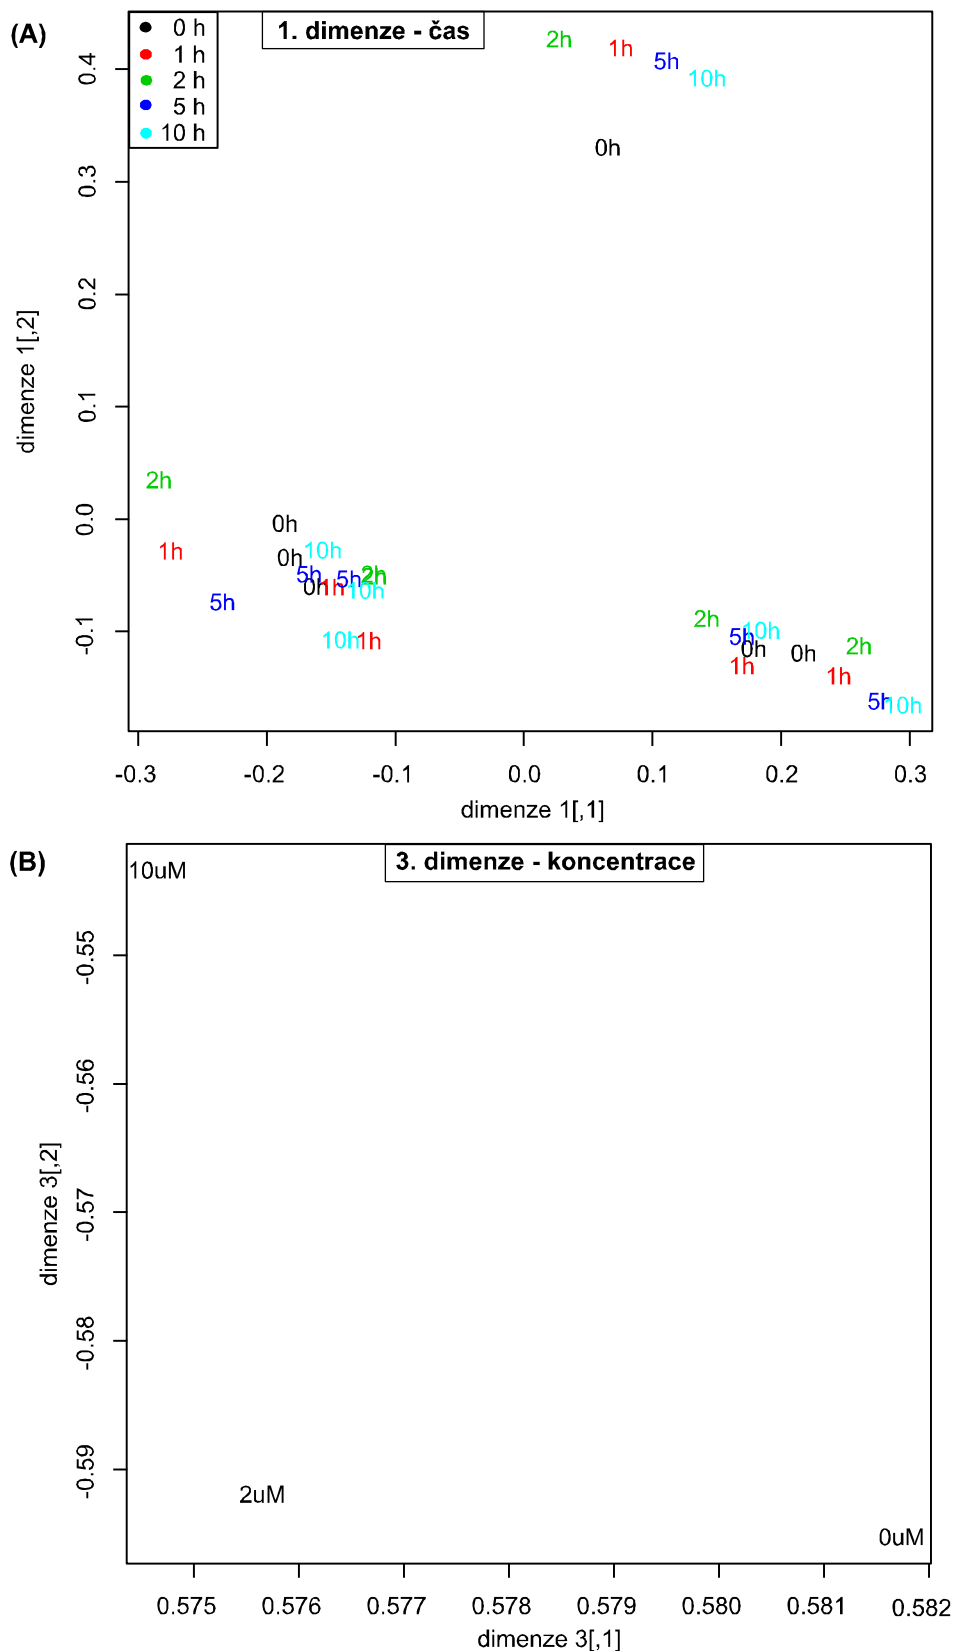 (A)
0 h
1 h
2 h
5 h
10 h
1. dimenze - čas
2h
1h
5h
10h
0h
2h
1h
5h
0h
0h
10h
5h
0h
1h
5h
2h
2h
10h
10h
1h
2h
5h
10h
0h
1h
0h
2h
1h
5h
10h
0.4
0.3
0.2
0.1
0.0
-0.1
dimenze 1[,2]
-0.3
-0.2
-0.1
0.0
0.1
0.2
0.3
dimenze 1[,1]
(B)
3. dimenze - koncentrace
10uM
2uM
0uM
-0.55
-0.56
-0.57
-0.58
-0.59
dimenze 3[,2]
0.575
0.576
0.577
0.578
0.579
0.580
0.581
0.582
dimenze 3[,1]